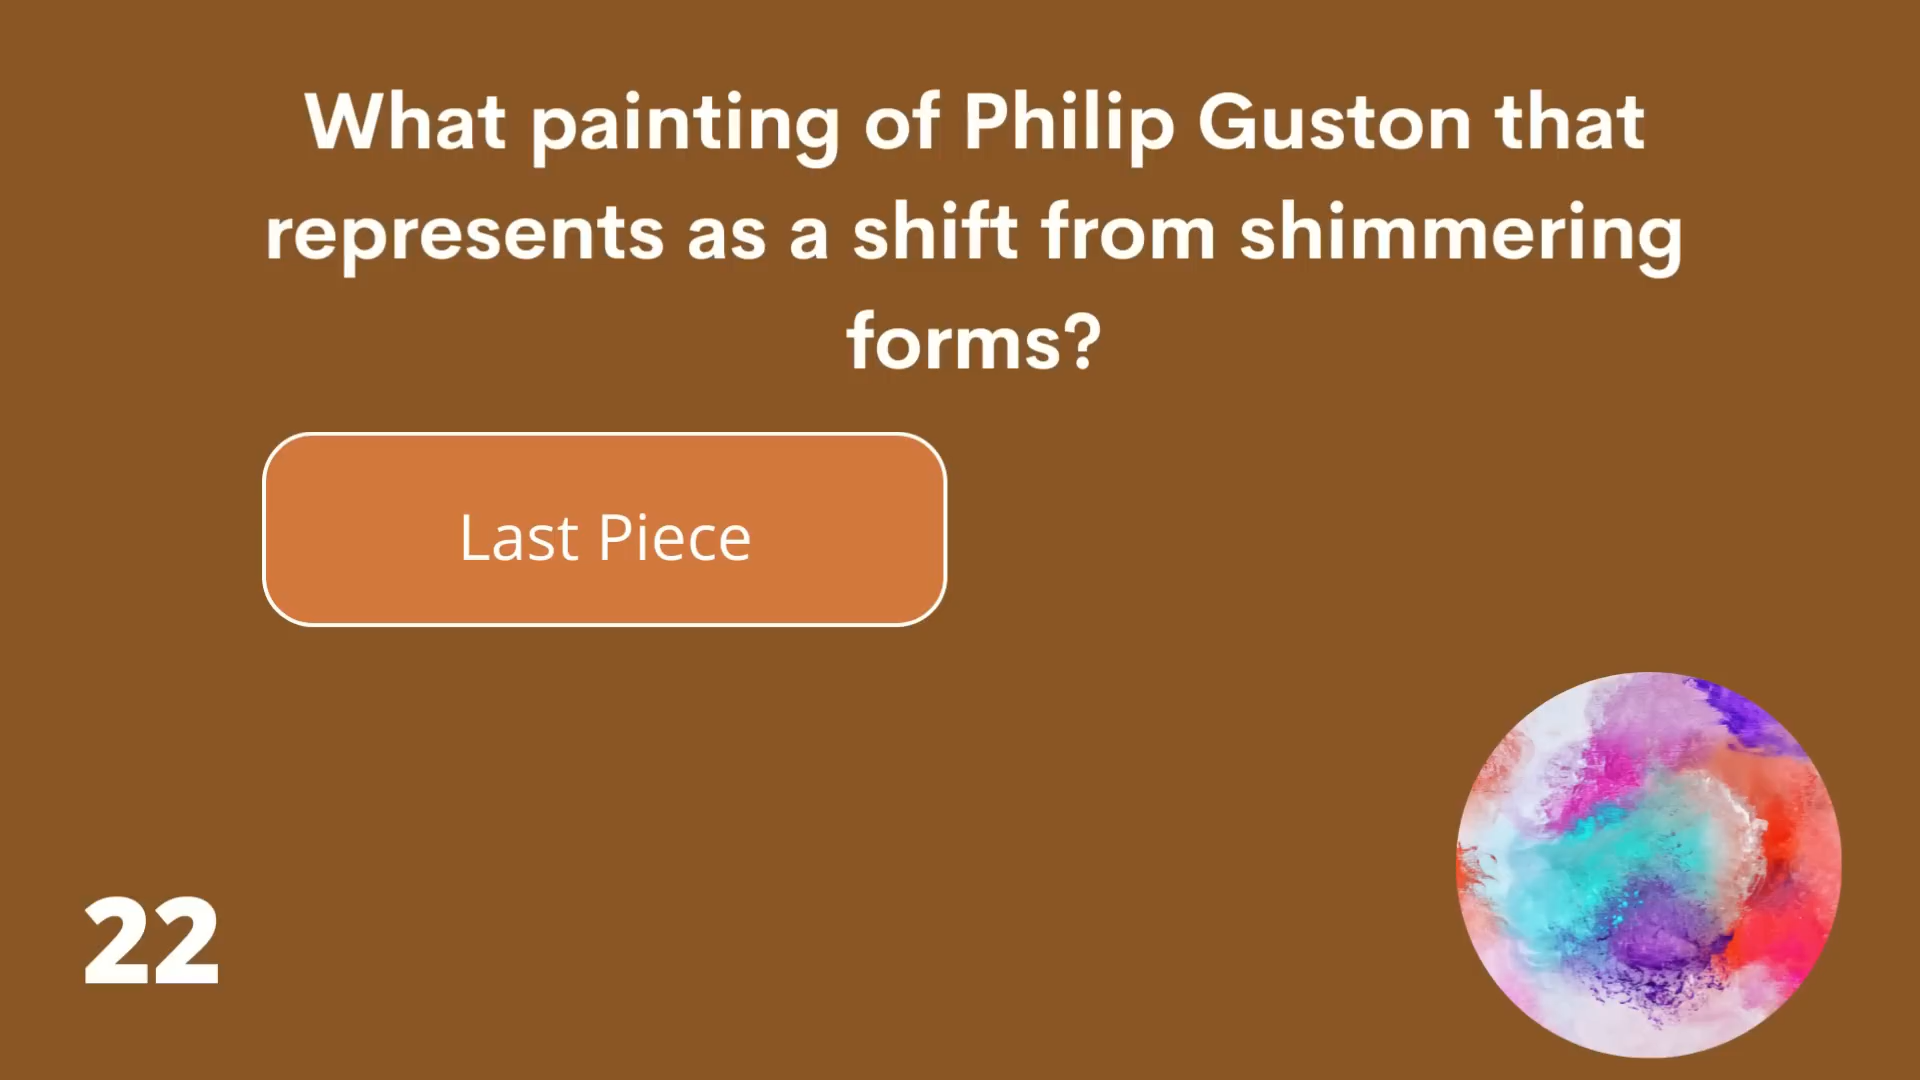 What painting of Philip Guston that
represents as a shift from shimmering
forms?
Last Piece
22